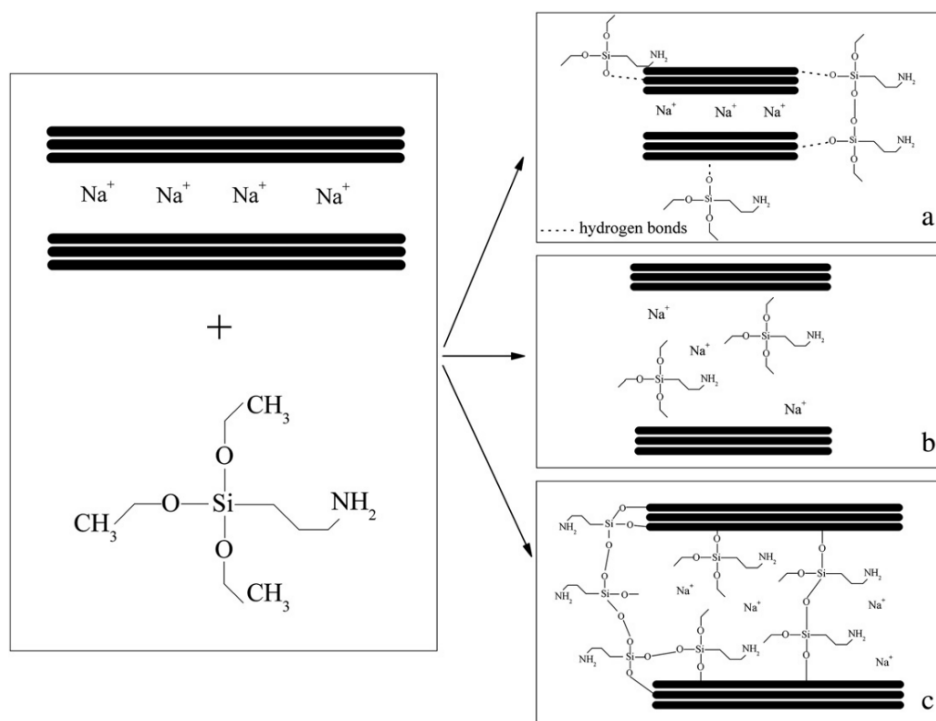 Na+ Na+ Na+ Na+
+
CH3
O
CH3 O Si NH2
O
CH3
O
O Si NH2
O
O
O Si NH2
O
Na+ Na+ Na+
O
O Si NH2
O
O
O Si NH2
O
hydrogen bonds
a
Na+
O
O Si NH2
O
Na+
O
O Si NH2
O
Na+
b
O
NH2 Si O
O
O
O
O Si NH2
O
O
O Si NH2
O
Na+ Na+ Na+
NH2 Si O
O
O
O
O Si NH2
O
O
NH2 Si O O Si NH2
O
O
Na+
c